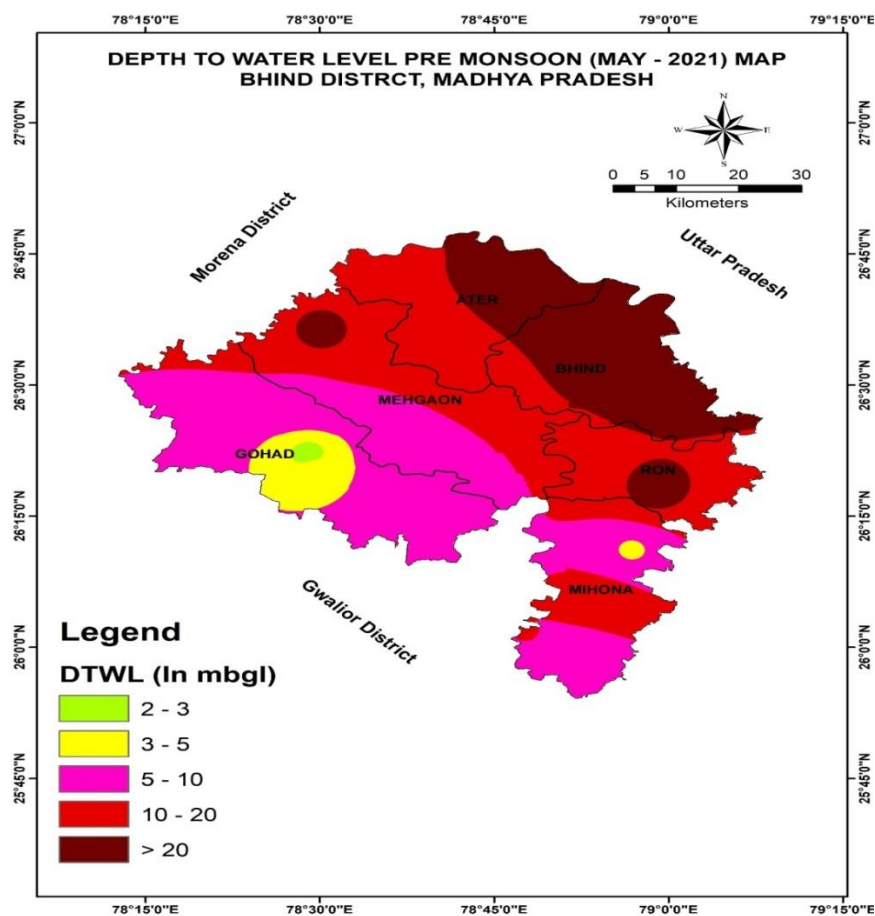 78°15'0"E 78°30'0"E 78°45'0"E 79°0'0"E 79°15'0"E
DEPTH TO WATER LEVEL PRE MONSOON (MAY - 2021) MAP
BHIND DISTRCT, MADHYA PRADESH
N
W E
S
0 5 10 20 30
Kilometers
27°0'0"N 27°0'0"N
Morena District
Uttar Pradesh
26°45'0"N 26°45'0"N
ATER
BHIND
26°30'0"N 26°30'0"N
MEHGAON
GOHAD
RON
26°15'0"N 26°15'0"N
MIHONA
Gwalior District
26°0'0"N 26°0'0"N
Legend
DTWL (In mbgl)
2 - 3
3 - 5
5 - 10
10 - 20
> 20
25°45'0"N 25°45'0"N
78°15'0"E 78°30'0"E 78°45'0"E 79°0'0"E 79°15'0"E